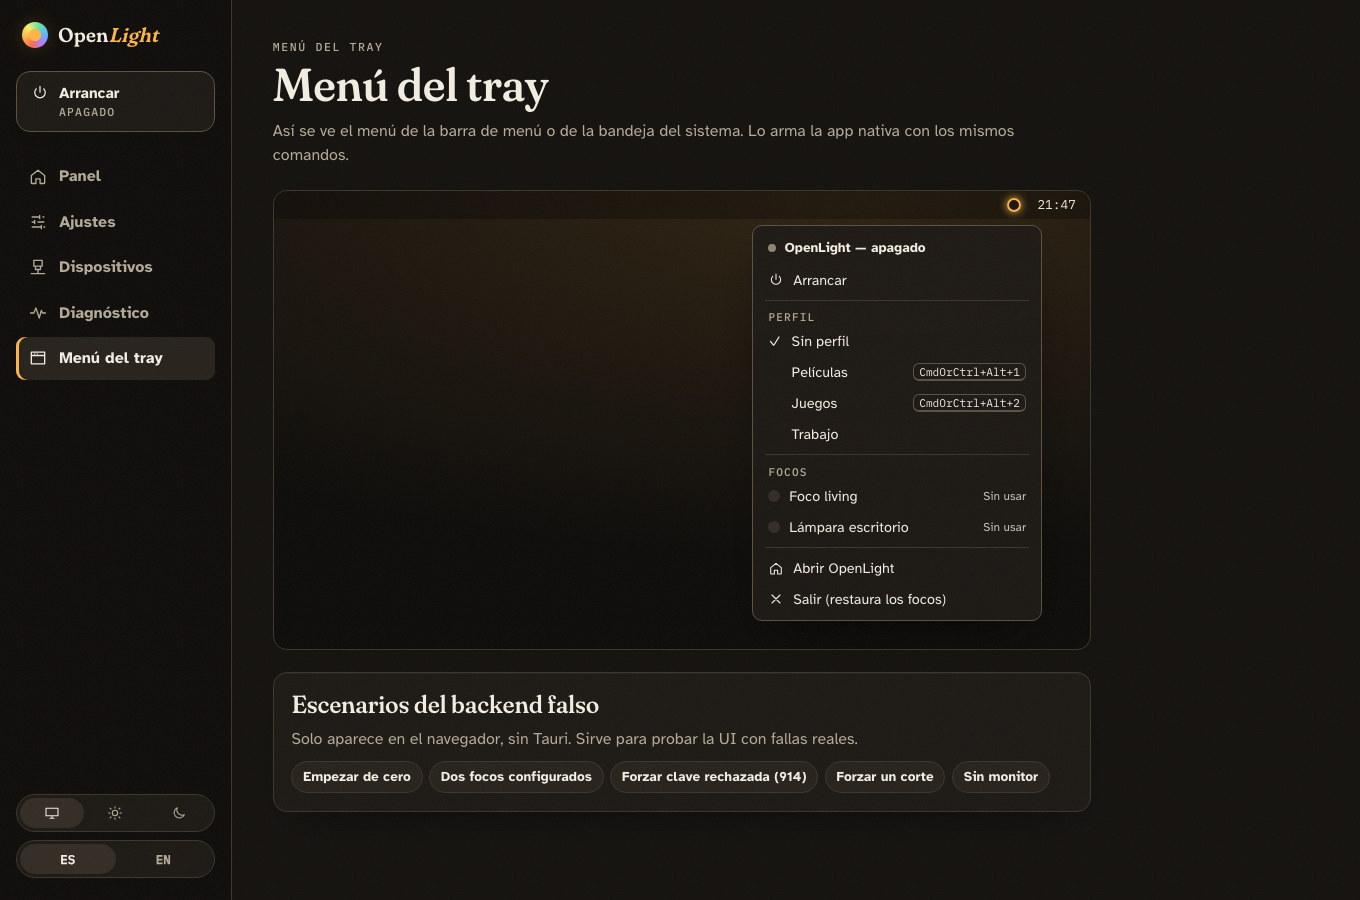 OpenLight
Arrancar
APAGADO
Panel
Ajustes
Dispositivos
Diagnóstico
Menú del tray
ES EN
MENÚ DEL TRAY
Menú del tray
Así se ve el menú de la barra de menú o de la bandeja del sistema. Lo arma la app nativa con los mismos
comandos.
21:47
OpenLight — apagado
Arrancar
PERFIL
Sin perfil
Películas CmdOrCtrl+Alt+1
Juegos CmdOrCtrl+Alt+2
Trabajo
FOCOS
Foco living Sin usar
Lámpara escritorio Sin usar
Abrir OpenLight
Salir (restaura los focos)
Escenarios del backend falso
Solo aparece en el navegador, sin Tauri. Sirve para probar la UI con fallas reales.
Empezar de cero Dos focos configurados Forzar clave rechazada (914) Forzar un corte Sin monitor